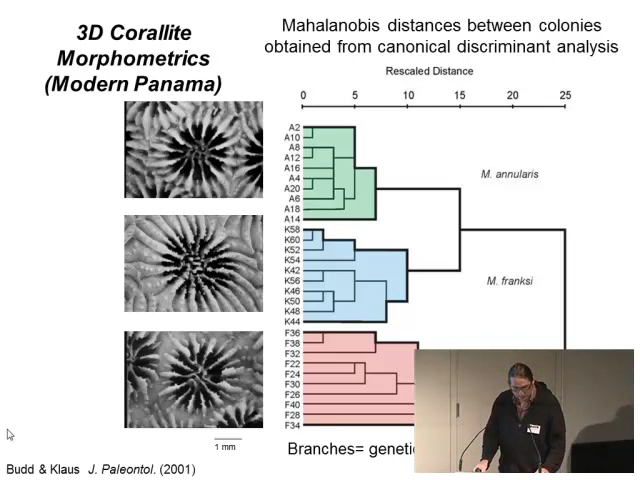 3D Corallite
Morphometrics
(Modern Panama)
Mahalanobis distances between colonies
obtained from canonical discriminant analysis
Rescaled Distance
0 5 10 15 20 25
A2
A10
A8
A12
A16
A4
A20
A6
A18
A14
K58
K60
K52
K54
K42
K56
K46
K50
K48
K44
F36
F38
F32
F22
F24
F30
F26
F40
F28
F34
M. annularis
M. franksi
1 mm
Branches= genetic
Budd & Klaus J. Paleontol. (2001)